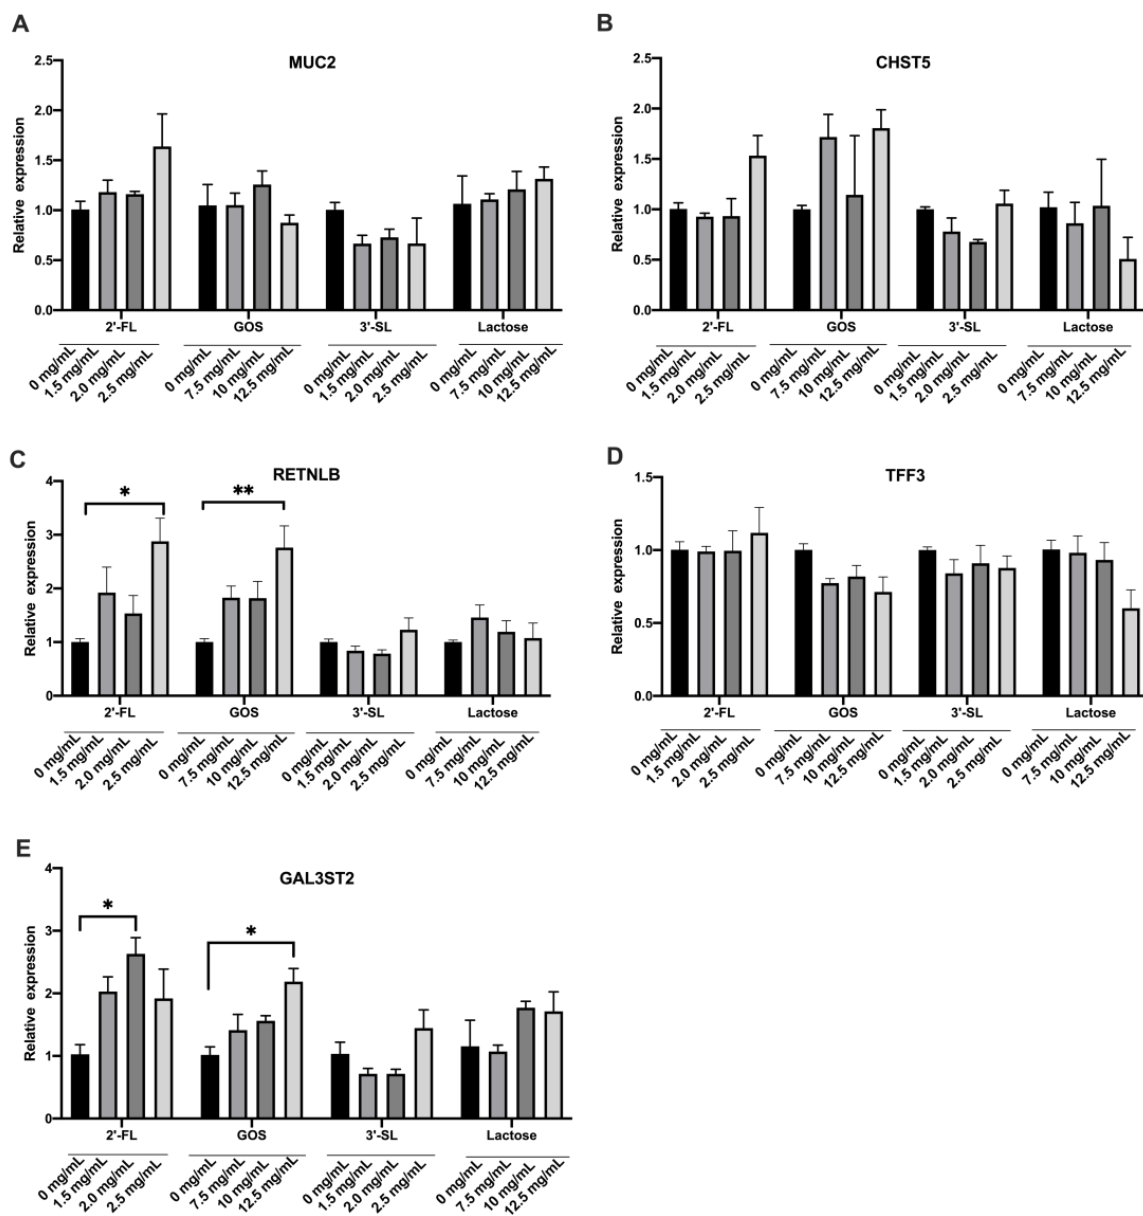 A
MUC2
Relative expression
2.5
2.0
1.5
1.0
0.5
0.0
2'-FL GOS 3'-SL Lactose
0 mg/mL 1.5 mg/mL 2.0 mg/mL 2.5 mg/mL 0 mg/mL 7.5 mg/mL 10 mg/mL 12.5 mg/mL 0 mg/mL 1.5 mg/mL 2.0 mg/mL 2.5 mg/mL 0 mg/mL 7.5 mg/mL 10 mg/mL 12.5 mg/mL
B
CHST5
Relative expression
2.5
2.0
1.5
1.0
0.5
0.0
2'-FL GOS 3'-SL Lactose
0 mg/mL 1.5 mg/mL 2.0 mg/mL 2.5 mg/mL 0 mg/mL 7.5 mg/mL 10 mg/mL 12.5 mg/mL 0 mg/mL 1.5 mg/mL 2.0 mg/mL 2.5 mg/mL 0 mg/mL 7.5 mg/mL 10 mg/mL 12.5 mg/mL
C
RETNLB
Relative expression
4
3
2
1
0
* **
2'-FL GOS 3'-SL Lactose
0 mg/mL 1.5 mg/mL 2.0 mg/mL 2.5 mg/mL 0 mg/mL 7.5 mg/mL 10 mg/mL 12.5 mg/mL 0 mg/mL 1.5 mg/mL 2.0 mg/mL 2.5 mg/mL 0 mg/mL 7.5 mg/mL 10 mg/mL 12.5 mg/mL
D
TFF3
Relative expression
1.5
1.0
0.5
0.0
2'-FL GOS 3'-SL Lactose
0 mg/mL 1.5 mg/mL 2.0 mg/mL 2.5 mg/mL 0 mg/mL 7.5 mg/mL 10 mg/mL 12.5 mg/mL 0 mg/mL 1.5 mg/mL 2.0 mg/mL 2.5 mg/mL 0 mg/mL 7.5 mg/mL 10 mg/mL 12.5 mg/mL
E
GAL3ST2
Relative expression
4
3
2
1
0
* *
2'-FL GOS 3'-SL Lactose
0 mg/mL 1.5 mg/mL 2.0 mg/mL 2.5 mg/mL 0 mg/mL 7.5 mg/mL 10 mg/mL 12.5 mg/mL 0 mg/mL 1.5 mg/mL 2.0 mg/mL 2.5 mg/mL 0 mg/mL 7.5 mg/mL 10 mg/mL 12.5 mg/mL